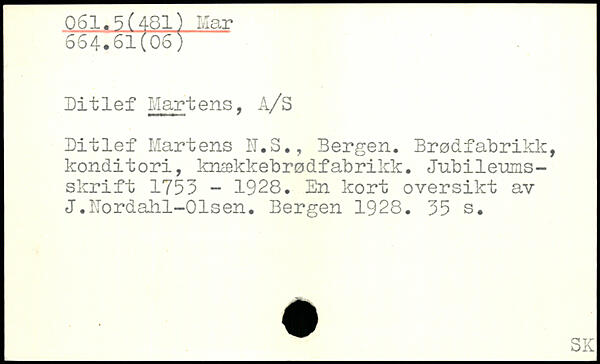 061.5(481) Mar
664.61(06)
Ditlef Martens, A/S
Ditlef Martens N.S., Bergen. Brødfabrikk,
konditori, knækkebrødfabrikk. Jubileums-
skrift 1753 - 1928. En kort oversikt av
J.Nordahl-Olsen. Bergen 1928. 35 s.
SK